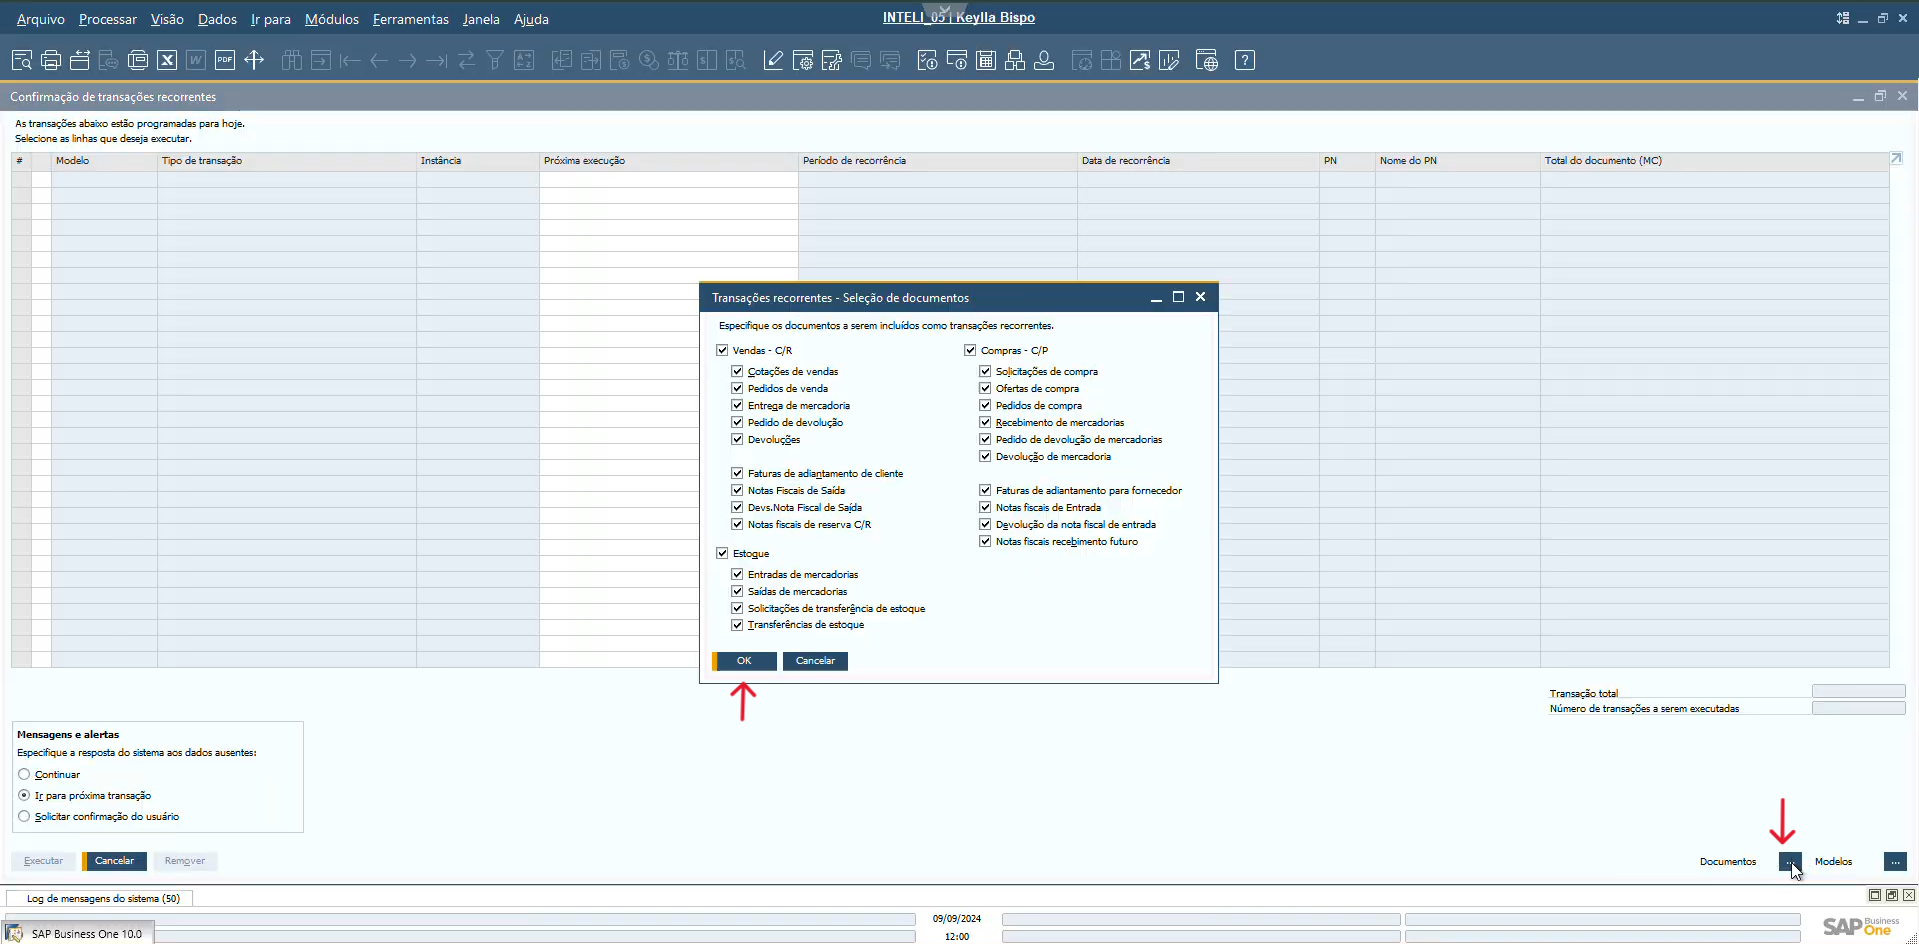 Arquivo Processar Visão Dados Ir para Módulos Ferramentas Janela Ajuda
INTELI_05 | Keylla Bispo
X W PDF
?
Confirmação de transações recorrentes
As transações abaixo estão programadas para hoje.
Selecione as linhas que deseja executar.
# Modelo Tipo de transação Instância Próxima execução Período de recorrência Data de recorrência PN Nome do PN Total do documento (MC)
Transações recorrentes - Seleção de documentos
Especifique os documentos a serem incluídos como transações recorrentes.
Vendas - C/R
Cotações de vendas
Pedidos de venda
Entrega de mercadoria
Pedido de devolução
Devoluções
Faturas de adiantamento de cliente
Notas Fiscais de Saída
Devs.Nota Fiscal de Saída
Notas fiscais de reserva C/R
Compras - C/P
Solicitações de compra
Ofertas de compra
Pedidos de compra
Recebimento de mercadorias
Pedido de devolução de mercadorias
Devolução de mercadoria
Faturas de adiantamento para fornecedor
Notas fiscais de Entrada
Devolução da nota fiscal de entrada
Notas fiscais recebimento futuro
Estoque
Entradas de mercadorias
Saídas de mercadorias
Solicitações de transferência de estoque
Transferências de estoque
OK Cancelar
Transação total
Número de transações a serem executadas
Mensagens e alertas
Especifique a resposta do sistema aos dados ausentes:
Continuar
Ir para próxima transação
Solicitar confirmação do usuário
Executar Cancelar Remover
Documentos ... Modelos ...
Log de mensagens do sistema (50)
09/09/2024
12:00
SAP Business One 10.0
SAP Business One